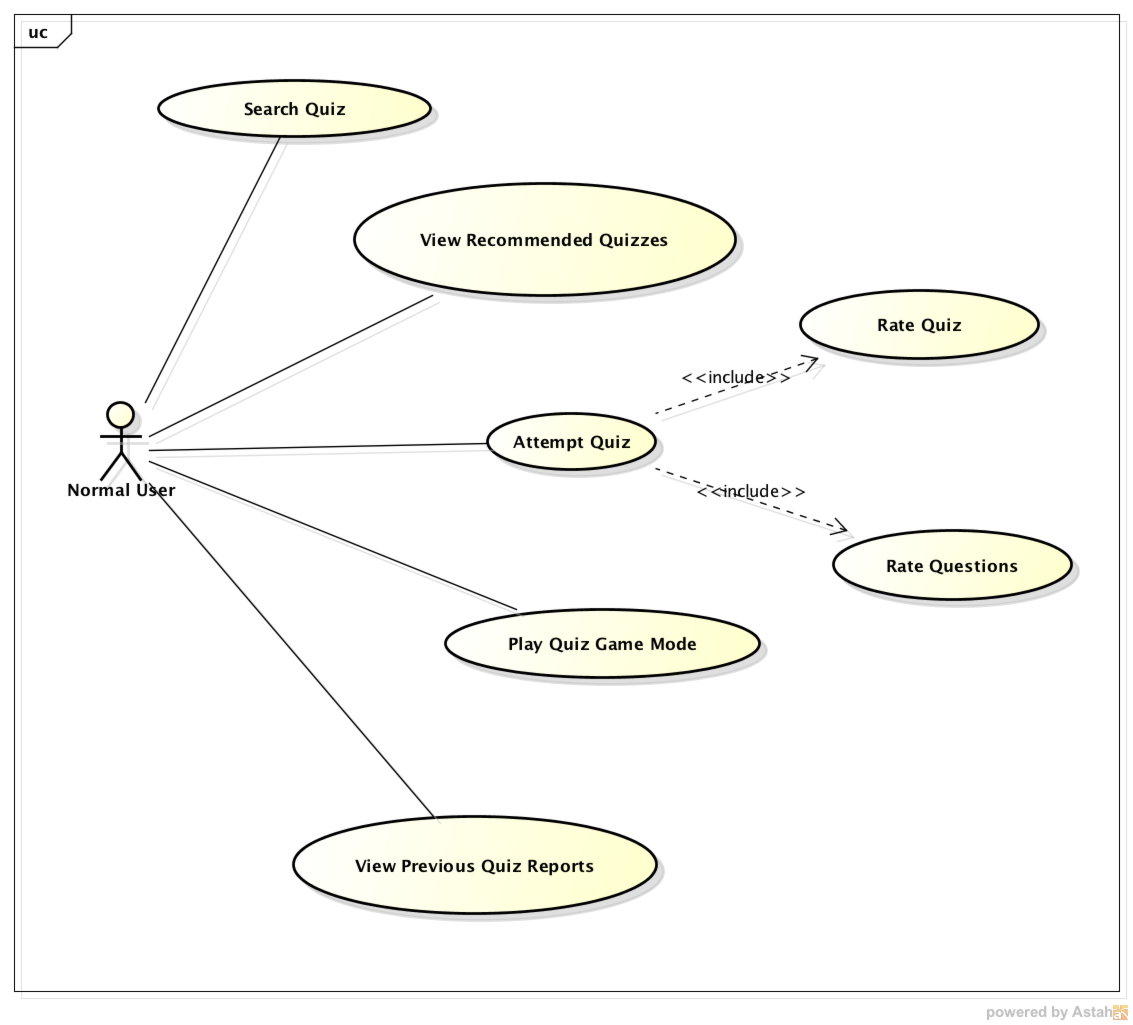 uc
Search Quiz
View Recommended Quizzes
Rate Quiz
<<include>>
Attempt Quiz
Normal User
<<include>>
Rate Questions
Play Quiz Game Mode
View Previous Quiz Reports
powered by Astah